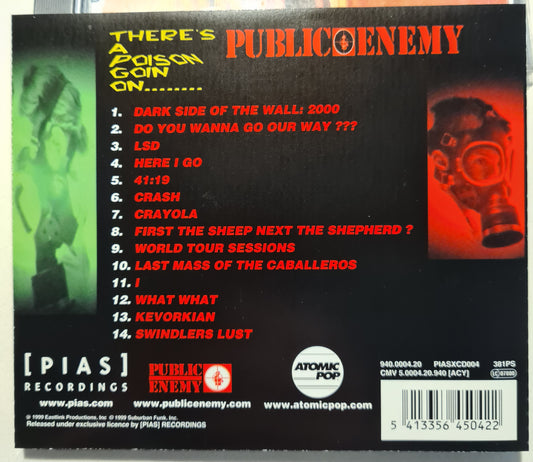 THERE'S
A
POISON
GOIN
ON........
PUBLIC ENEMY
1. DARK SIDE OF THE WALL: 2000
2. DO YOU WANNA GO OUR WAY ???
3. LSD
4. HERE I GO
5. 41:19
6. CRASH
7. CRAYOLA
8. FIRST THE SHEEP NEXT THE SHEPHERD ?
9. WORLD TOUR SESSIONS
10. LAST MASS OF THE CABALLEROS
11. I
12. WHAT WHAT
13. KEVORKIAN
14. SWINDLERS LUST
[PIAS]
RECORDINGS
www.pias.com
PUBLIC
ENEMY
www.publicenemy.com
ATOMIC
POP
www.atomicpop.com
940.0004.20 PIASXCD004 381PS
CMV 5.0004.20.940 [ACY] LC 07800
℗ 1999 Eastlink Productions, Inc © 1999 Suburban Funk, Inc.
Released under exclusive licence by [PIAS] RECORDINGS
5 413356 450422